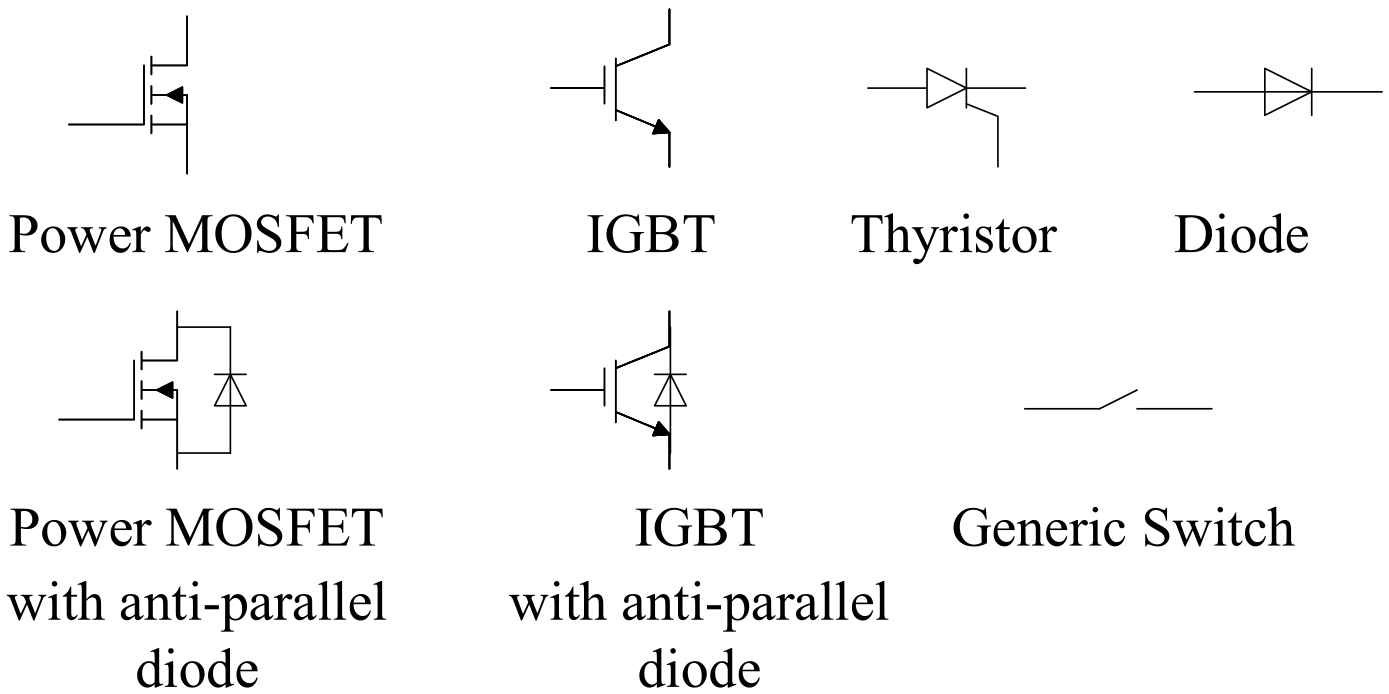 Power MOSFET
IGBT
Thyristor
Diode
Power MOSFET
with anti-parallel
diode
IGBT
with anti-parallel
diode
Generic Switch